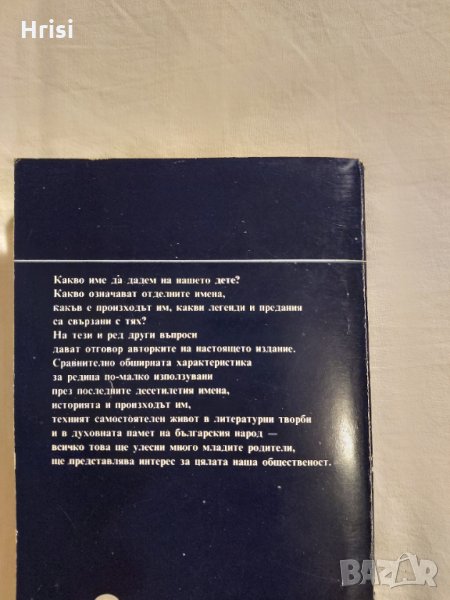 Hrisi
Какво име да дадем на нашето дете?
Какво означават отделните имена,
какъв е произходът им, какви легенди и предания
са свързани с тях?
На тези и ред други въпроси
дават отговор авторките на настоящето издание.
Сравнително обширната характеристика
за редица по-малко използувани
през последните десетилетия имена,
историята и произходът им,
техният самостоятелен живот в литературни творби
и в духовната памет на българския народ —
всичко това ще улесни много младите родители,
ще представлява интерес за цялата наша общественост.
BAZAR